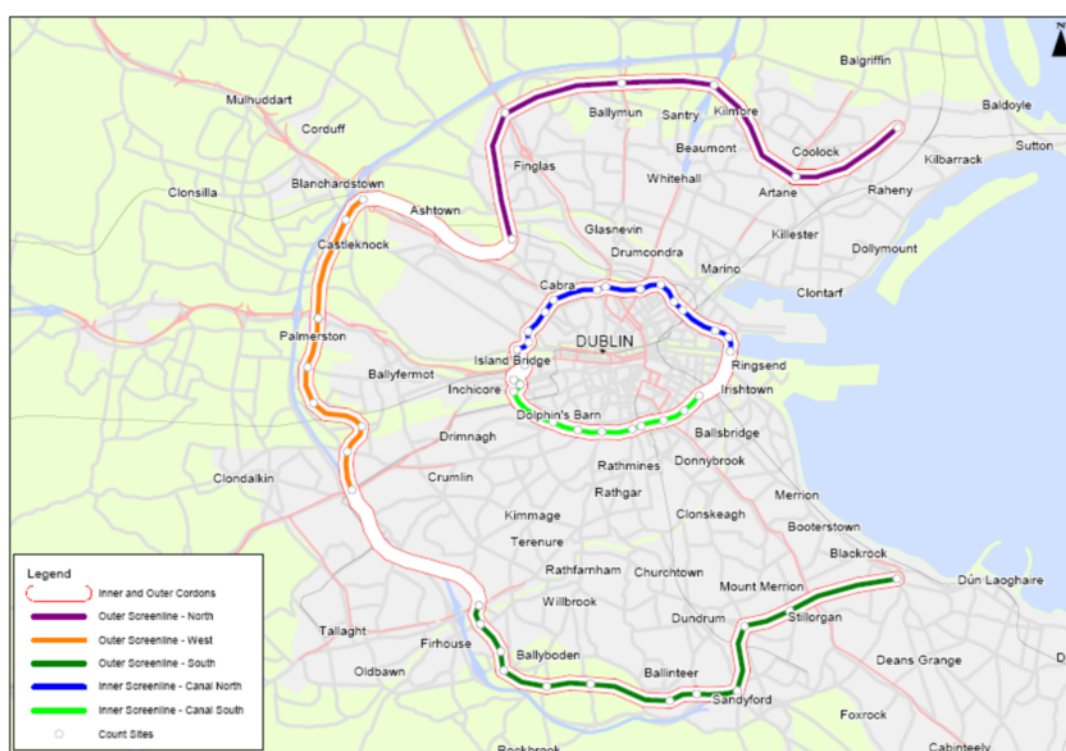 N
Balgriffin
Mulhuddart
Baldoyle
Ballymun
Santry
Kilmore
Corduff
Sutton
Beaumont
Coolock
Kilbarrack
Finglas
Whitehall
Blanchardstown
Clonsilla
Artane
Raheny
Ashtown
Glasnevin
Killester
Castleknock
Drumcondra
Dollymount
Marino
Cabra
Clontarf
Palmerston
DUBLIN
Island Bridge
Ringsend
Ballyfermot
Inchicore
Irishtown
Dolphin's Barn
Drimnagh
Ballsbridge
Donnybrook
Rathmines
Clondalkin
Crumlin
Rathgar
Merrion
Kimmage
Clonskeagh
Booterstown
Terenure
Blackrock
Rathfarnham
Churchtown
Dún Laoghaire
Mount Merrion
Willbrook
Dundrum
Stillorgan
Tallaght
Firhouse
Ballyboden
Oldbawn
Ballinteer
Deans Grange
D
Sandyford
Foxrock
Rockbrook
Cabinteely
Legend
Inner and Outer Cordons
Outer Screenline - North
Outer Screenline - West
Outer Screenline - South
Inner Screenline - Canal North
Inner Screenline - Canal South
Count Sites